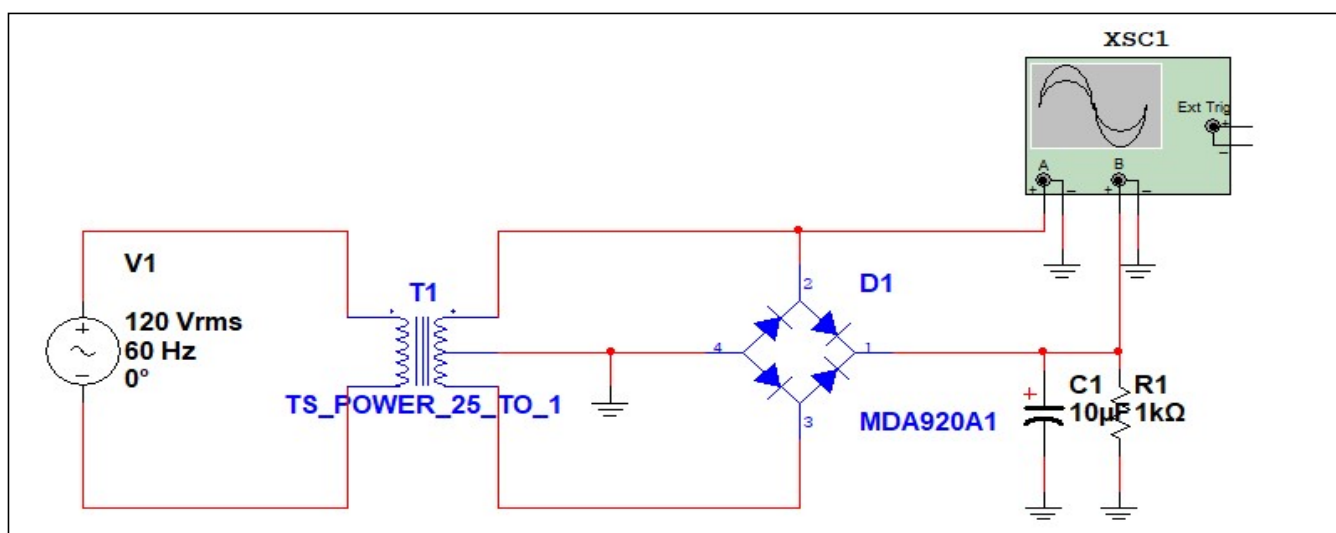 XSC1
Ext Trig
+
−
A
B
+ −
+ −
V1
120 Vrms
60 Hz
0°
+
−
T1
TS_POWER_25_TO_1
D1
2
4
1
3
MDA920A1
+
C1 R1
10µF 1kΩ